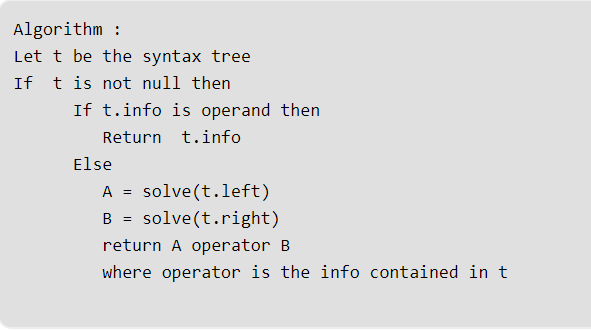 Algorithm :
Let t be the syntax tree
If  t is not null then
      If t.info is operand then
         Return  t.info
      Else
         A = solve(t.left)
         B = solve(t.right)
         return A operator B
         where operator is the info contained in t